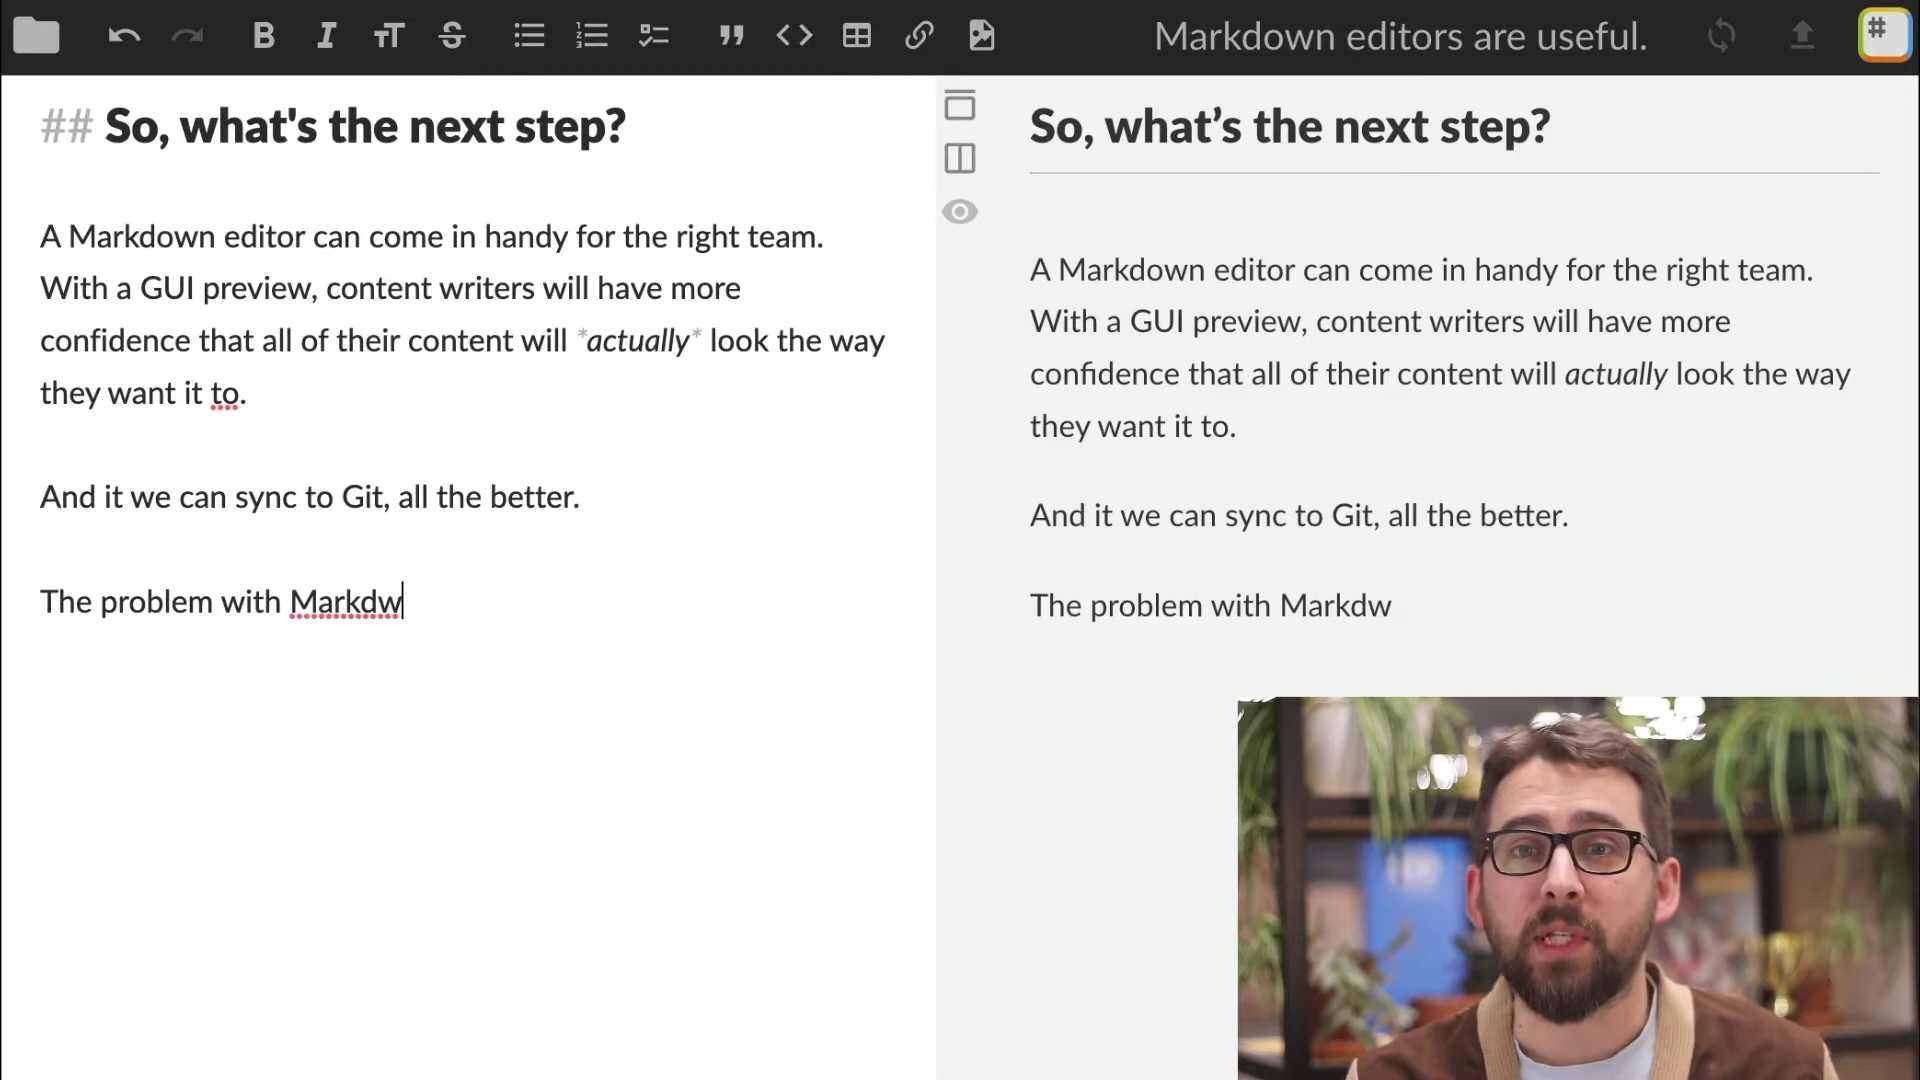 Markdown editors are useful.
## So, what's the next step?
A Markdown editor can come in handy for the right team.
With a GUI preview, content writers will have more
confidence that all of their content will *actually* look the way
they want it to.
And it we can sync to Git, all the better.
The problem with Markdw
So, what’s the next step?
A Markdown editor can come in handy for the right team.
With a GUI preview, content writers will have more
confidence that all of their content will actually look the way
they want it to.
And it we can sync to Git, all the better.
The problem with Markdw